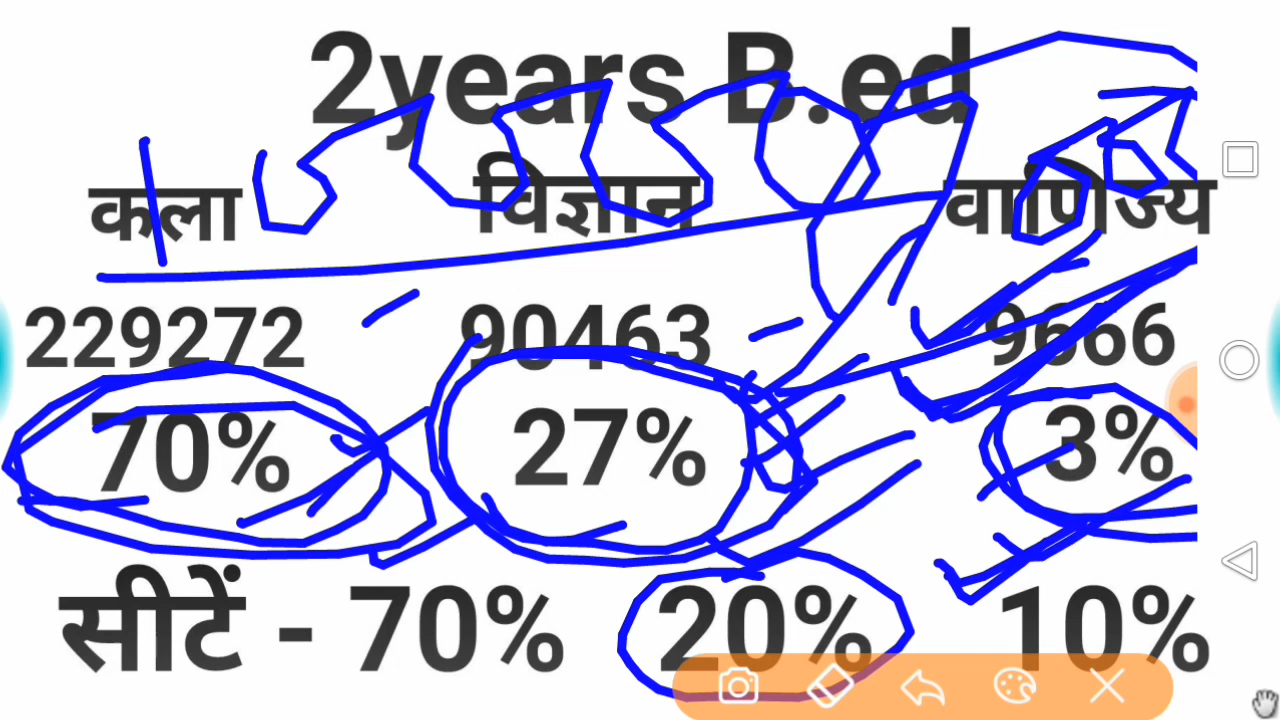 2years B.ed
कला विज्ञान वाणिज्य
229272 90463 9666
70% 27% 3%
सीटें - 70% 20% 10%